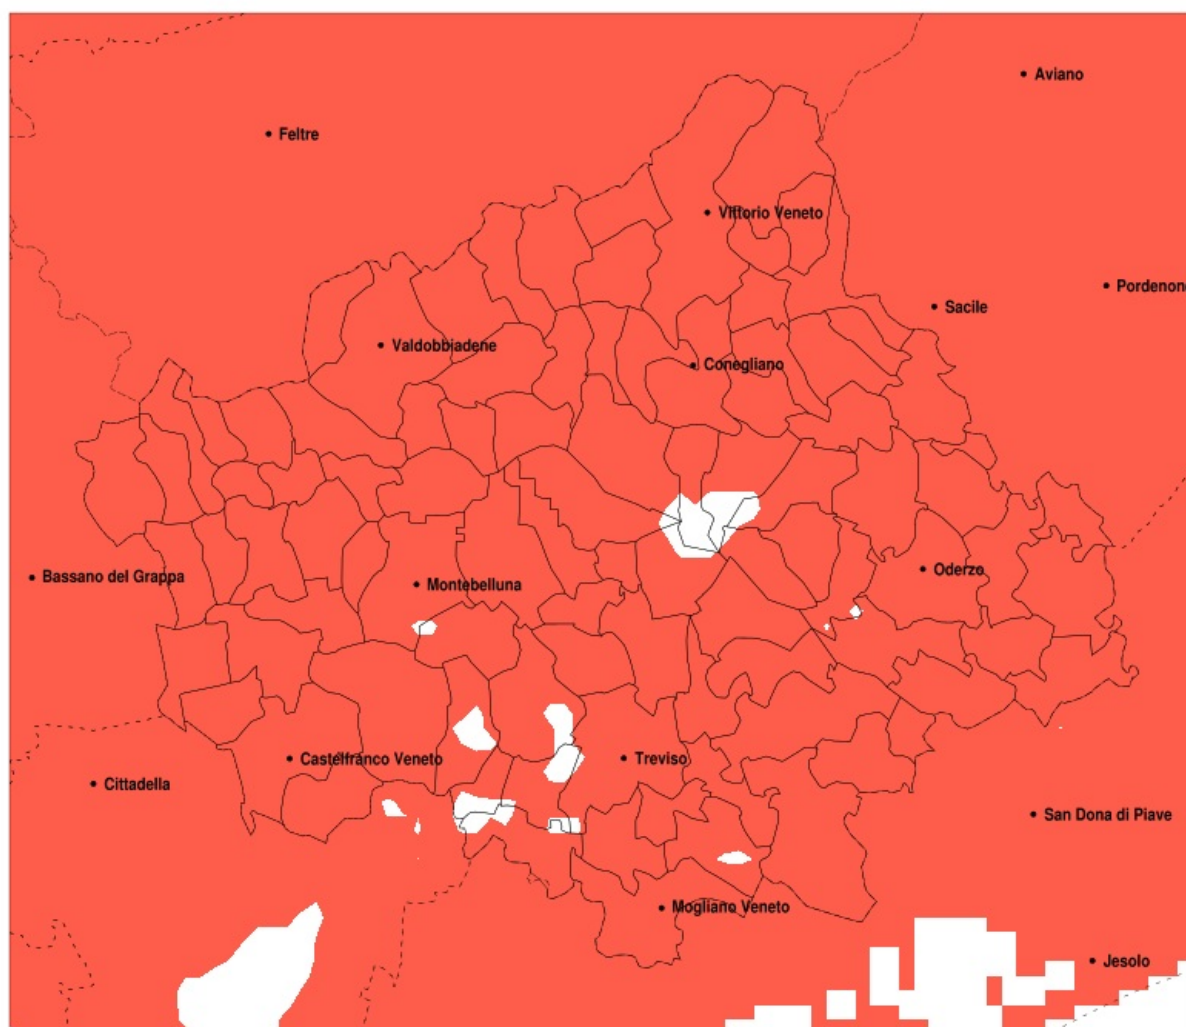 Aviano
Feltre
Vittorio Veneto
Pordenone
Sacile
Valdobbiadene
Conegliano
Oderzo
Bassano del Grappa
Montebelluna
Castelfranco Veneto
Treviso
Cittadella
San Dona di Piave
Mogliano Veneto
Jesolo